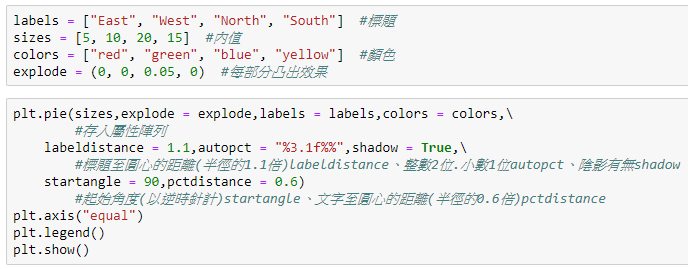 labels = ["East", "West", "North", "South"]  #標題
sizes = [5, 10, 20, 15]  #內值
colors = ["red", "green", "blue", "yellow"]  #顏色
explode = (0, 0, 0.05, 0)  #每部分凸出效果
plt.pie(sizes,explode = explode,labels = labels,colors = colors,\
        #存入屬性陣列
    labeldistance = 1.1,autopct = "%3.1f%%",shadow = True,\
        #標題至圓心的距離(半徑的1.1倍)labeldistance、整數2位.小數1位autopct、陰影有無shadow
    startangle = 90,pctdistance = 0.6)
        #起始角度(以逆時針計)startangle、文字至圓心的距離(半徑的0.6倍)pctdistance
plt.axis("equal")
plt.legend()
plt.show()